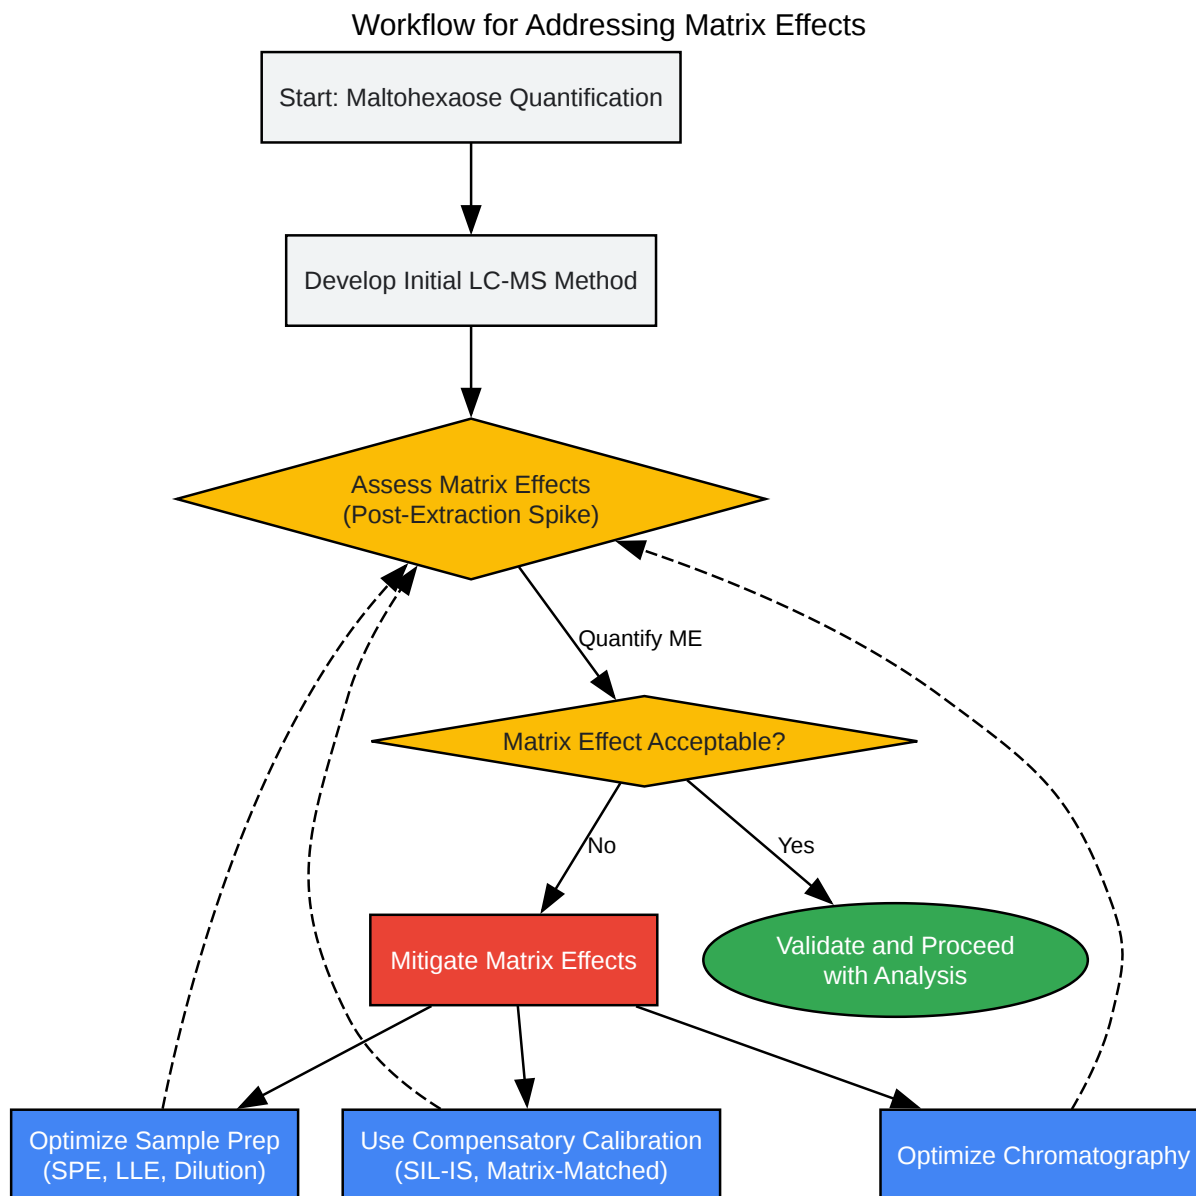 Workflow for Addressing Matrix Effects
Start: Maltohexaose Quantification
Develop Initial LC-MS Method
Assess Matrix Effects
(Post-Extraction Spike)
Quantify ME
Matrix Effect Acceptable?
No
Yes
Mitigate Matrix Effects
Validate and Proceed
with Analysis
Optimize Sample Prep
(SPE, LLE, Dilution)
Use Compensatory Calibration
(SIL-IS, Matrix-Matched)
Optimize Chromatography